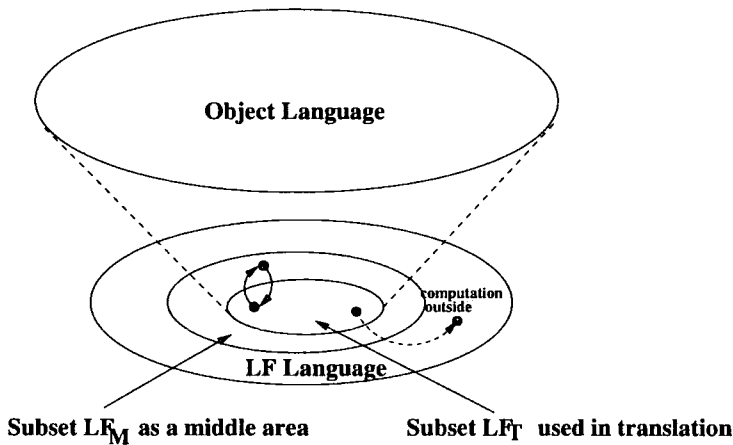 Object Language
computation
outside
LF Language
Subset LF_M as a middle area
Subset LF_T used in translation